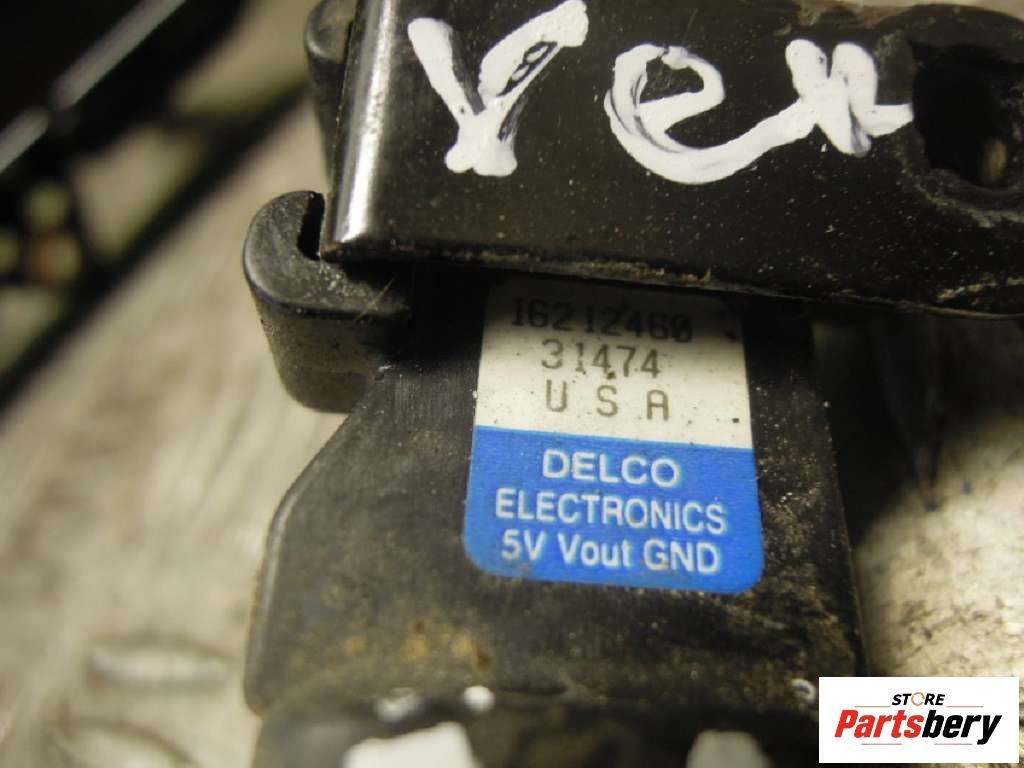 Ver
16212460
31474
USA
DELCO
ELECTRONICS
5V Vout GND
STORE
Partsbery